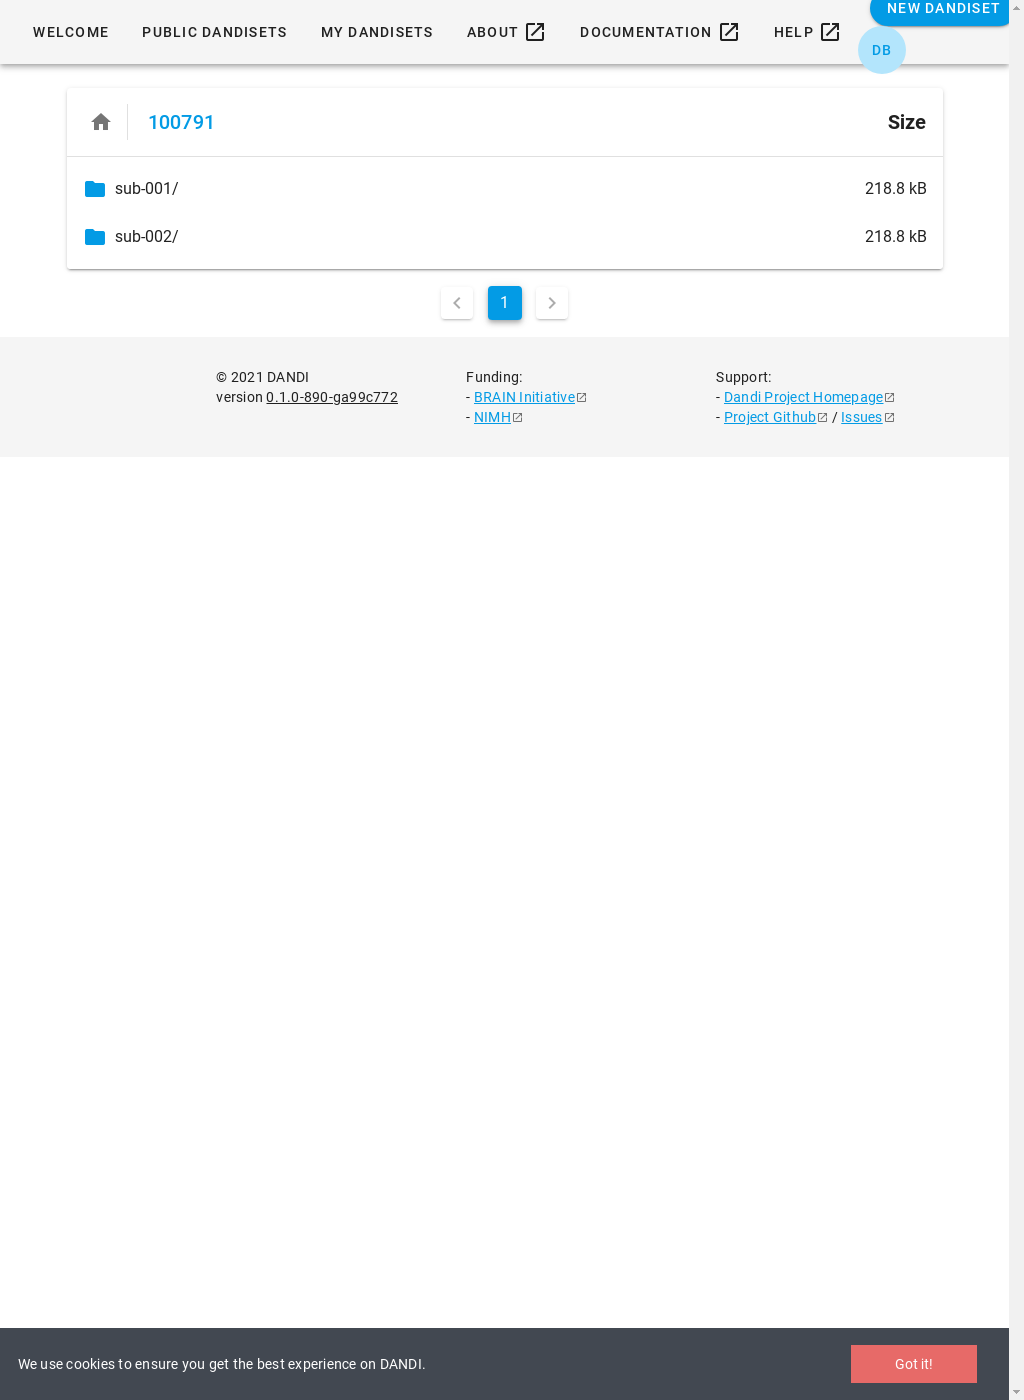 NEW DANDISET
WELCOME PUBLIC DANDISETS MY DANDISETS ABOUT DOCUMENTATION HELP
DB
100791 Size
sub-001/ 218.8 kB
sub-002/ 218.8 kB
1
© 2021 DANDI
version 0.1.0-890-ga99c772
Funding:
- BRAIN Initiative
- NIMH
Support:
- Dandi Project Homepage
- Project Github / Issues
We use cookies to ensure you get the best experience on DANDI. Got it!